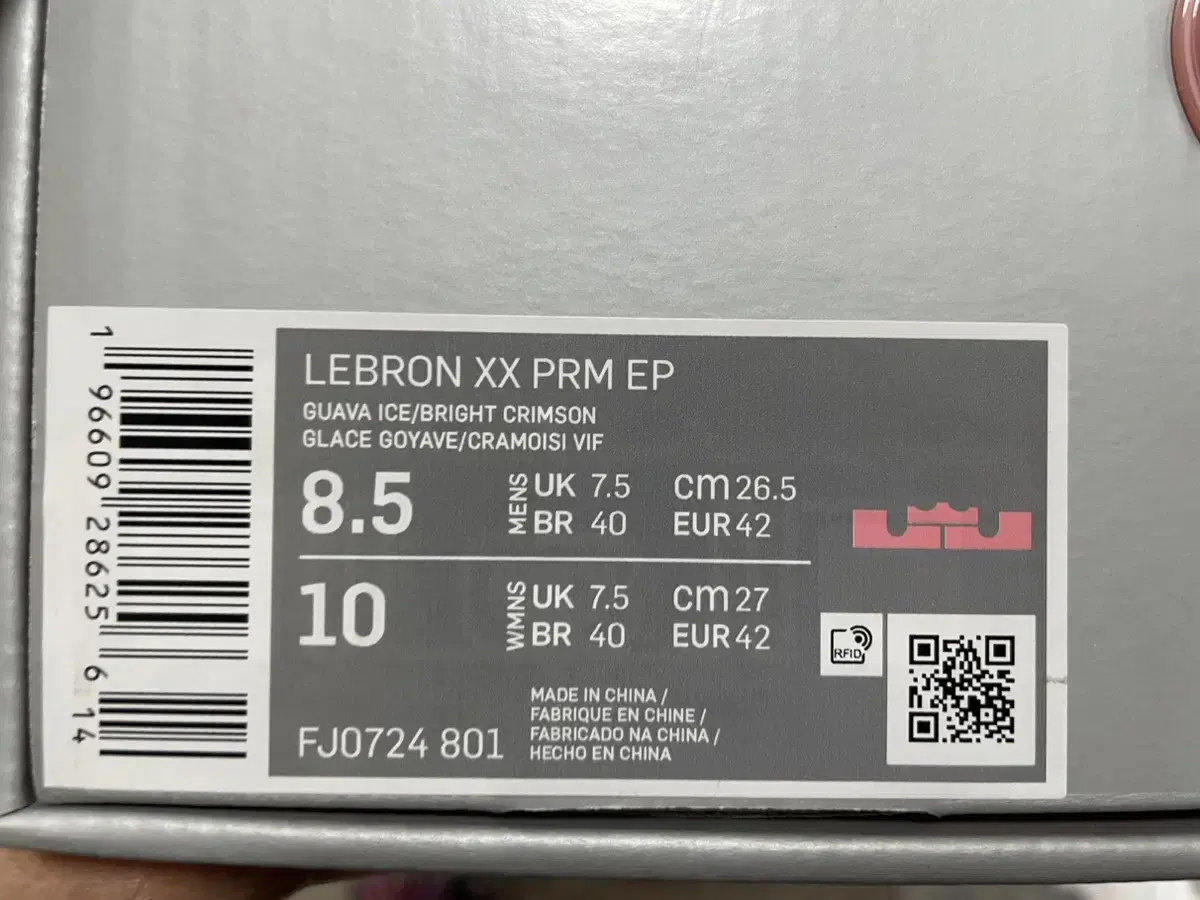 LEBRON XX PRM EP
GUAVA ICE/BRIGHT CRIMSON
GLACE GOYAVE/CRAMOISI VIF
8.5 MENS UK 7.5 cm 26.5
BR 40 EUR 42
10 WMNS UK 7.5 cm 27
BR 40 EUR 42
RFID
FJ0724 801
MADE IN CHINA /
FABRIQUE EN CHINE /
FABRICADO NA CHINA /
HECHO EN CHINA
1 96609 28625 6 14